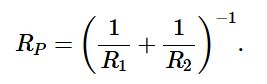 $R_P = \left( \frac{1}{R_1} + \frac{1}{R_2} \right)^{-1}.$